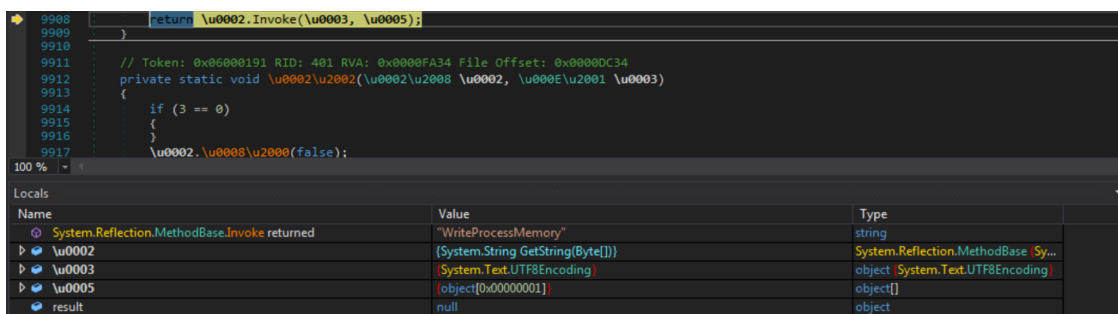 9908 return \u0002.Invoke(\u0003, \u0005);
9909 }
9910
9911 // Token: 0x06000191 RID: 401 RVA: 0x0000FA34 File Offset: 0x0000DC34
9912 private static void \u0002\u2002(\u0002\u2008 \u0002, \u000E\u2001 \u0003)
9913 {
9914 if (3 == 0)
9915 {
9916 }
9917 \u0002.\u0008\u2000(false);
100 %
Locals
Name Value Type
System.Reflection.MethodBase.Invoke returned "WriteProcessMemory" string
\u0002 {System.String GetString(Byte[])} System.Reflection.MethodBase {Sy...
\u0003 {System.Text.UTF8Encoding} object {System.Text.UTF8Encoding}
\u0005 {object[0x00000001]} object[]
result null object